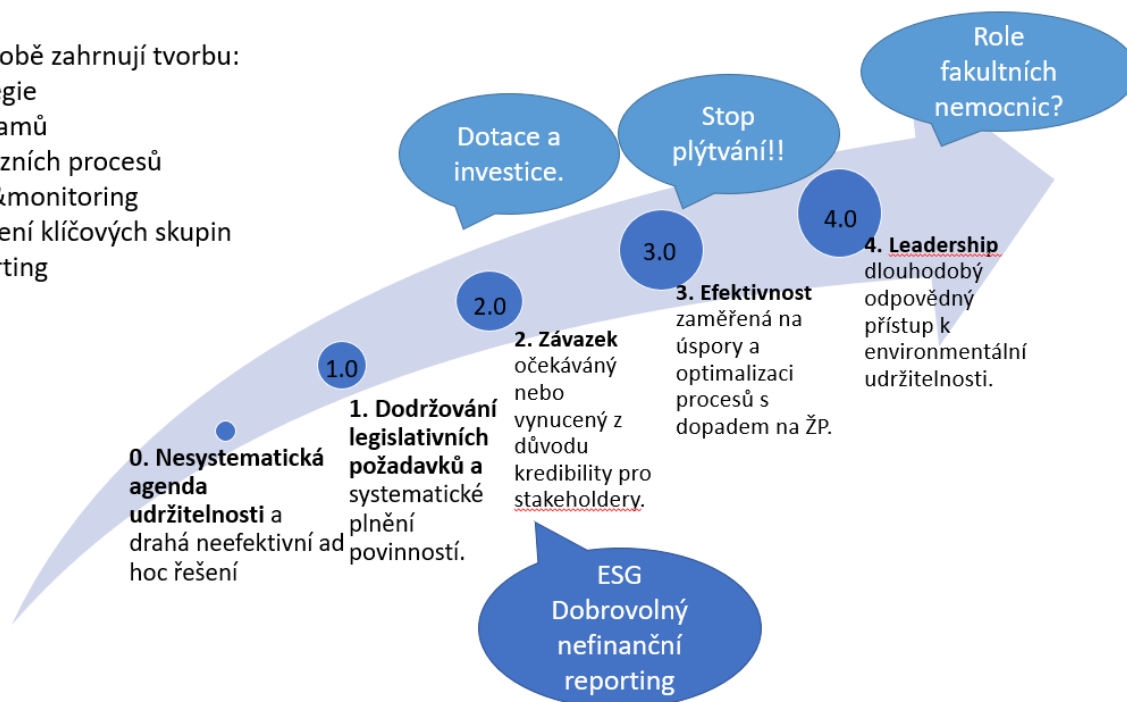 obě zahrnují tvorbu:
égie
amů
zních procesů
&monitoring
ení klíčových skupin
rting
Dotace a
investice.
Stop
plýtvání!!
Role
fakultních
nemocnic?
4.0
3.0
2.0
1.0
4. Leadership
dlouhodobý
odpovědný
přístup k
environmentální
udržitelnosti.
3. Efektivnost
zaměřená na
úspory a
optimalizaci
procesů s
dopadem na ŽP.
2. Závazek
očekáváný
nebo
vynucený z
důvodu
kredibility pro
stakeholdery.
1. Dodržování
legislativních
požadavků a
systematické
plnění
povinností.
0. Nesystematická
agenda
udržitelnosti a
drahá neefektivní ad
hoc řešení
ESG
Dobrovolný
nefinanční
reporting